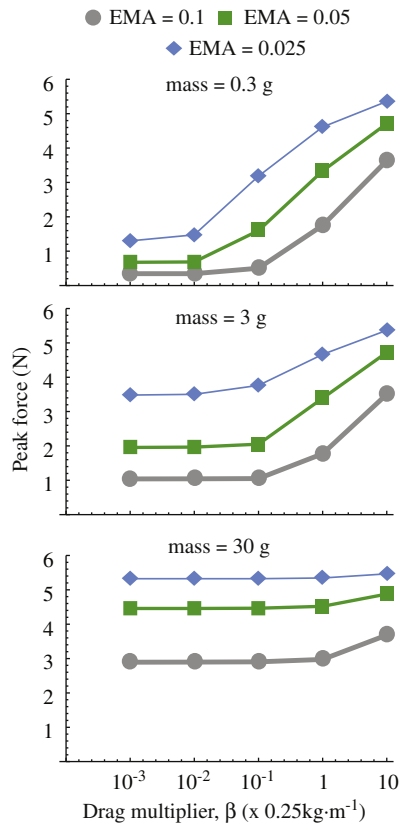 EMA = 0.1 EMA = 0.05
EMA = 0.025
mass = 0.3 g
6
5
4
3
2
1
mass = 3 g
6
5
4
3
2
1
Peak force (N)
mass = 30 g
6
5
4
3
2
1
10⁻³ 10⁻² 10⁻¹ 1 10
Drag multiplier, β (x 0.25kg·m⁻¹)